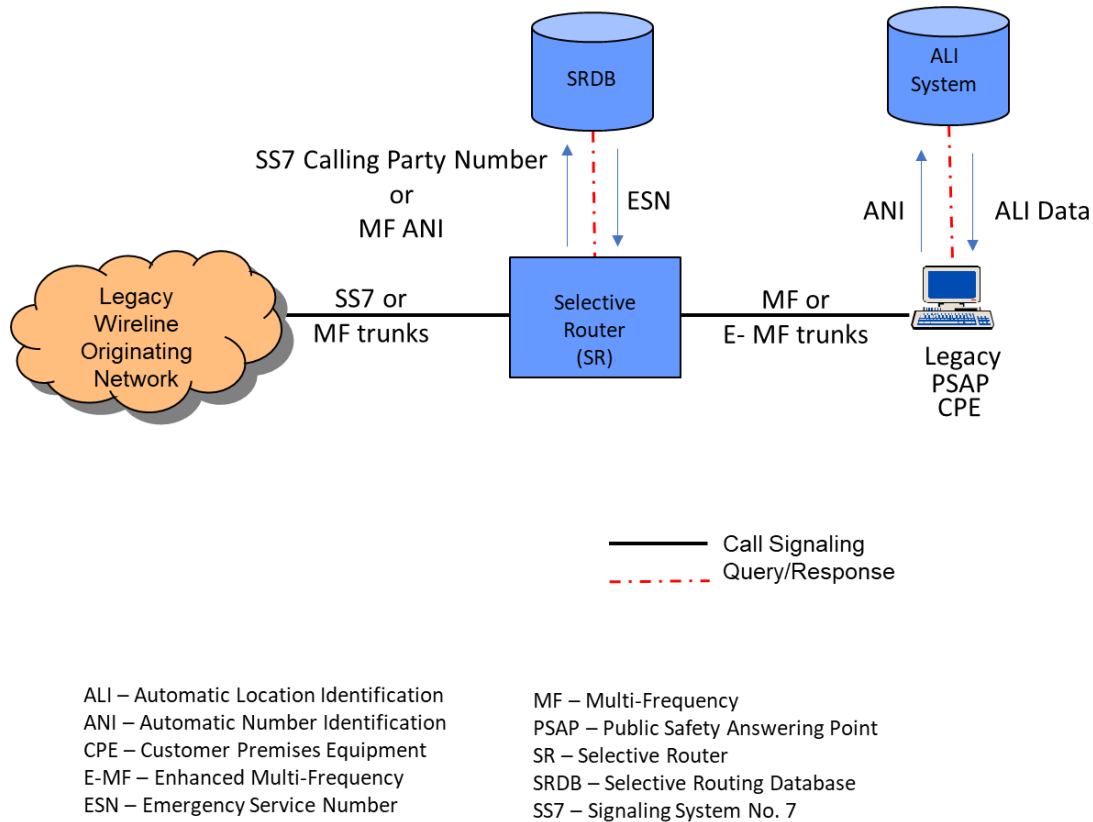 SRDB
ALI
System
SS7 Calling Party Number
or
MF ANI
ESN
ANI
ALI Data
Legacy
Wireline
Originating
Network
SS7 or
MF trunks
Selective
Router
(SR)
MF or
E- MF trunks
Legacy
PSAP
CPE
Call Signaling
Query/Response
ALI – Automatic Location Identification
ANI – Automatic Number Identification
CPE – Customer Premises Equipment
E-MF – Enhanced Multi-Frequency
ESN – Emergency Service Number
MF – Multi-Frequency
PSAP – Public Safety Answering Point
SR – Selective Router
SRDB – Selective Routing Database
SS7 – Signaling System No. 7